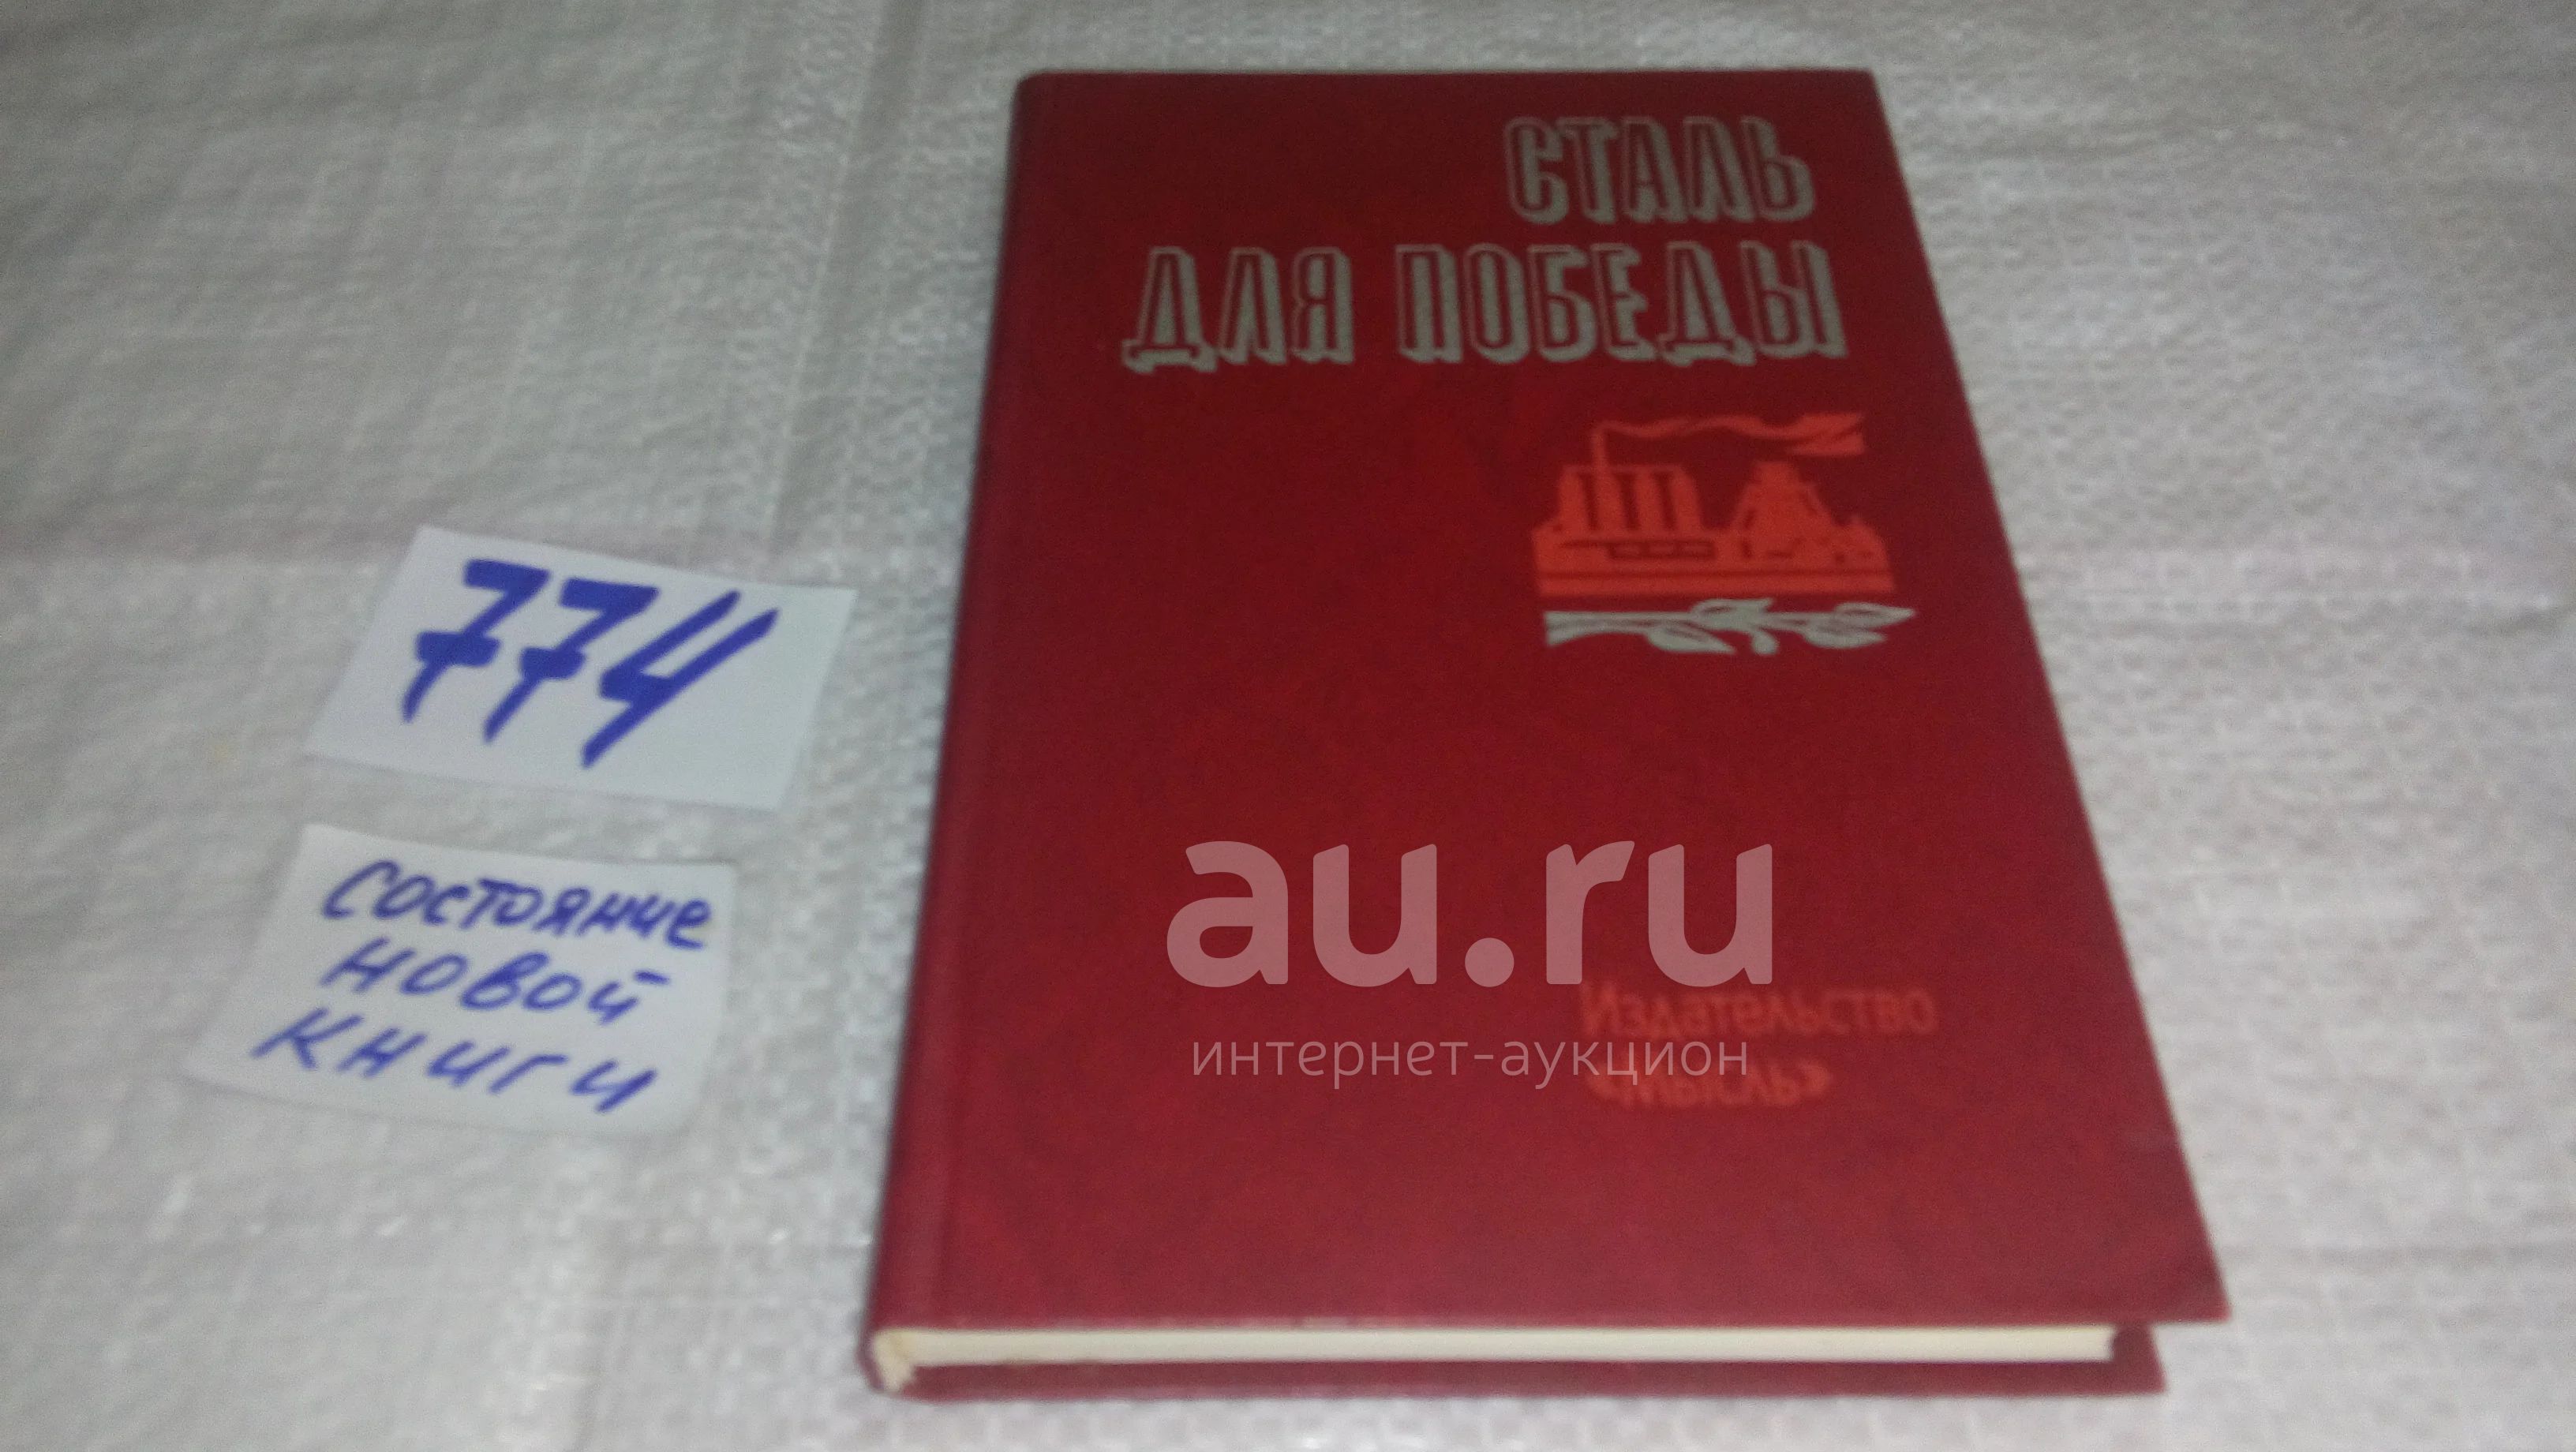 СТАЛЬ
ДЛЯ ПОБЕДЫ
774
Состояние
новой
книги
au.ru
интернет-аукцион
Издательство
«Мысль»